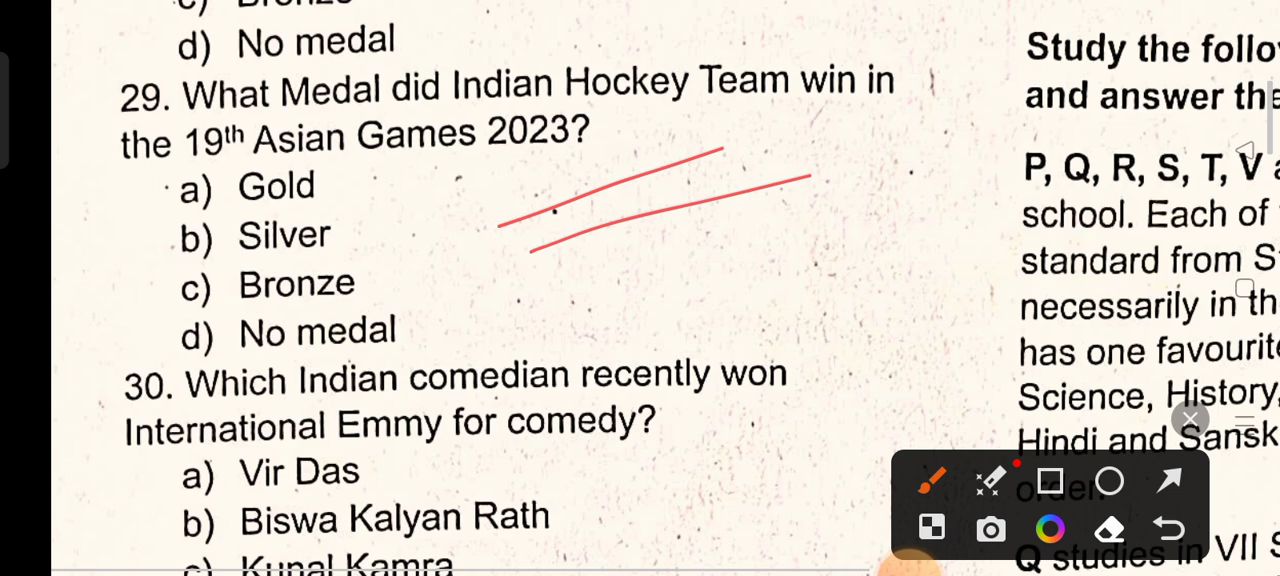 d) No medal
29. What Medal did Indian Hockey Team win in
the 19th Asian Games 2023?
a) Gold
b) Silver
c) Bronze
d) No medal
30. Which Indian comedian recently won
International Emmy for comedy?
a) Vir Das
b) Biswa Kalyan Rath
c) Kunal Kamra
Study the follo
and answer the
P, Q, R, S, T, V a
school. Each of
standard from S
necessarily in th
has one favourite
Science, History,
Hindi and Sansk
order.
Q studies in VII S